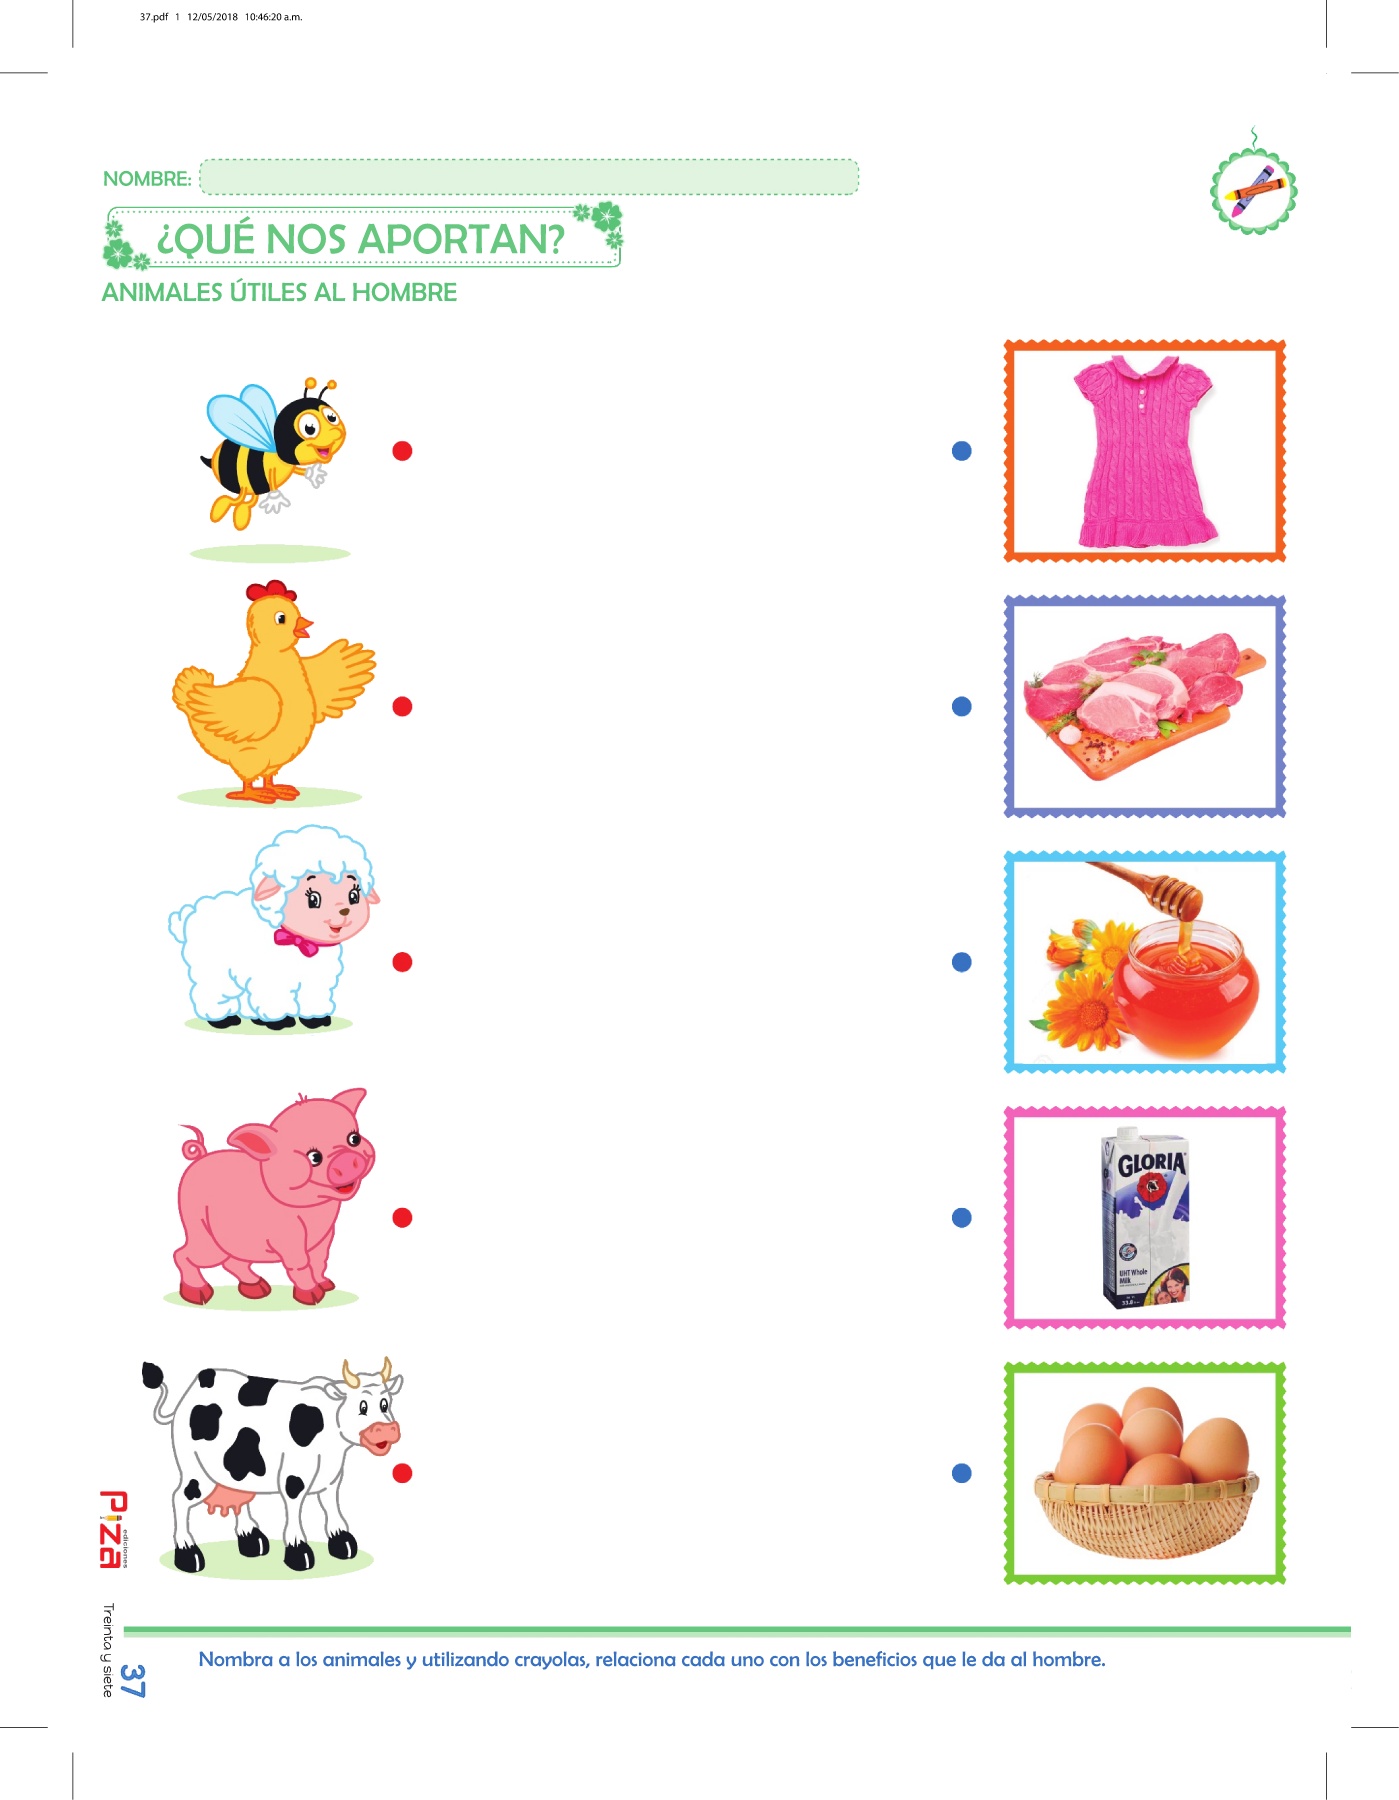 37.pdf 1 12/05/2018 10:46:20 a.m.
NOMBRE:
¿QUÉ NOS APORTAN?
ANIMALES ÚTILES AL HOMBRE
GLORIA
UHT Whole
Milk
33.8
Piza
ediciones
Treinta y siete
37
Nombra a los animales y utilizando crayolas, relaciona cada uno con los beneficios que le da al hombre.